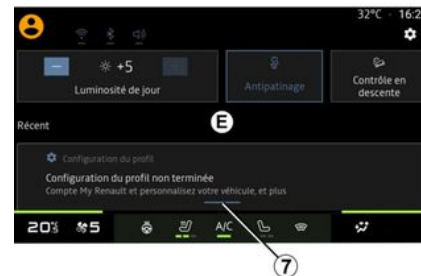 32°C 16:2
+5
Luminosité de jour
Antipatinage
Contrôle en
descente
Récent
E
Configuration du profil
Configuration du profil non terminée
Compte My Renault et personnalisez votre véhicule, et plus
20 5 A/C
7